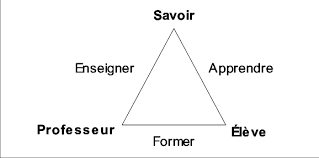 Savoir
Enseigner
Apprendre
Professeur
Élève
Former